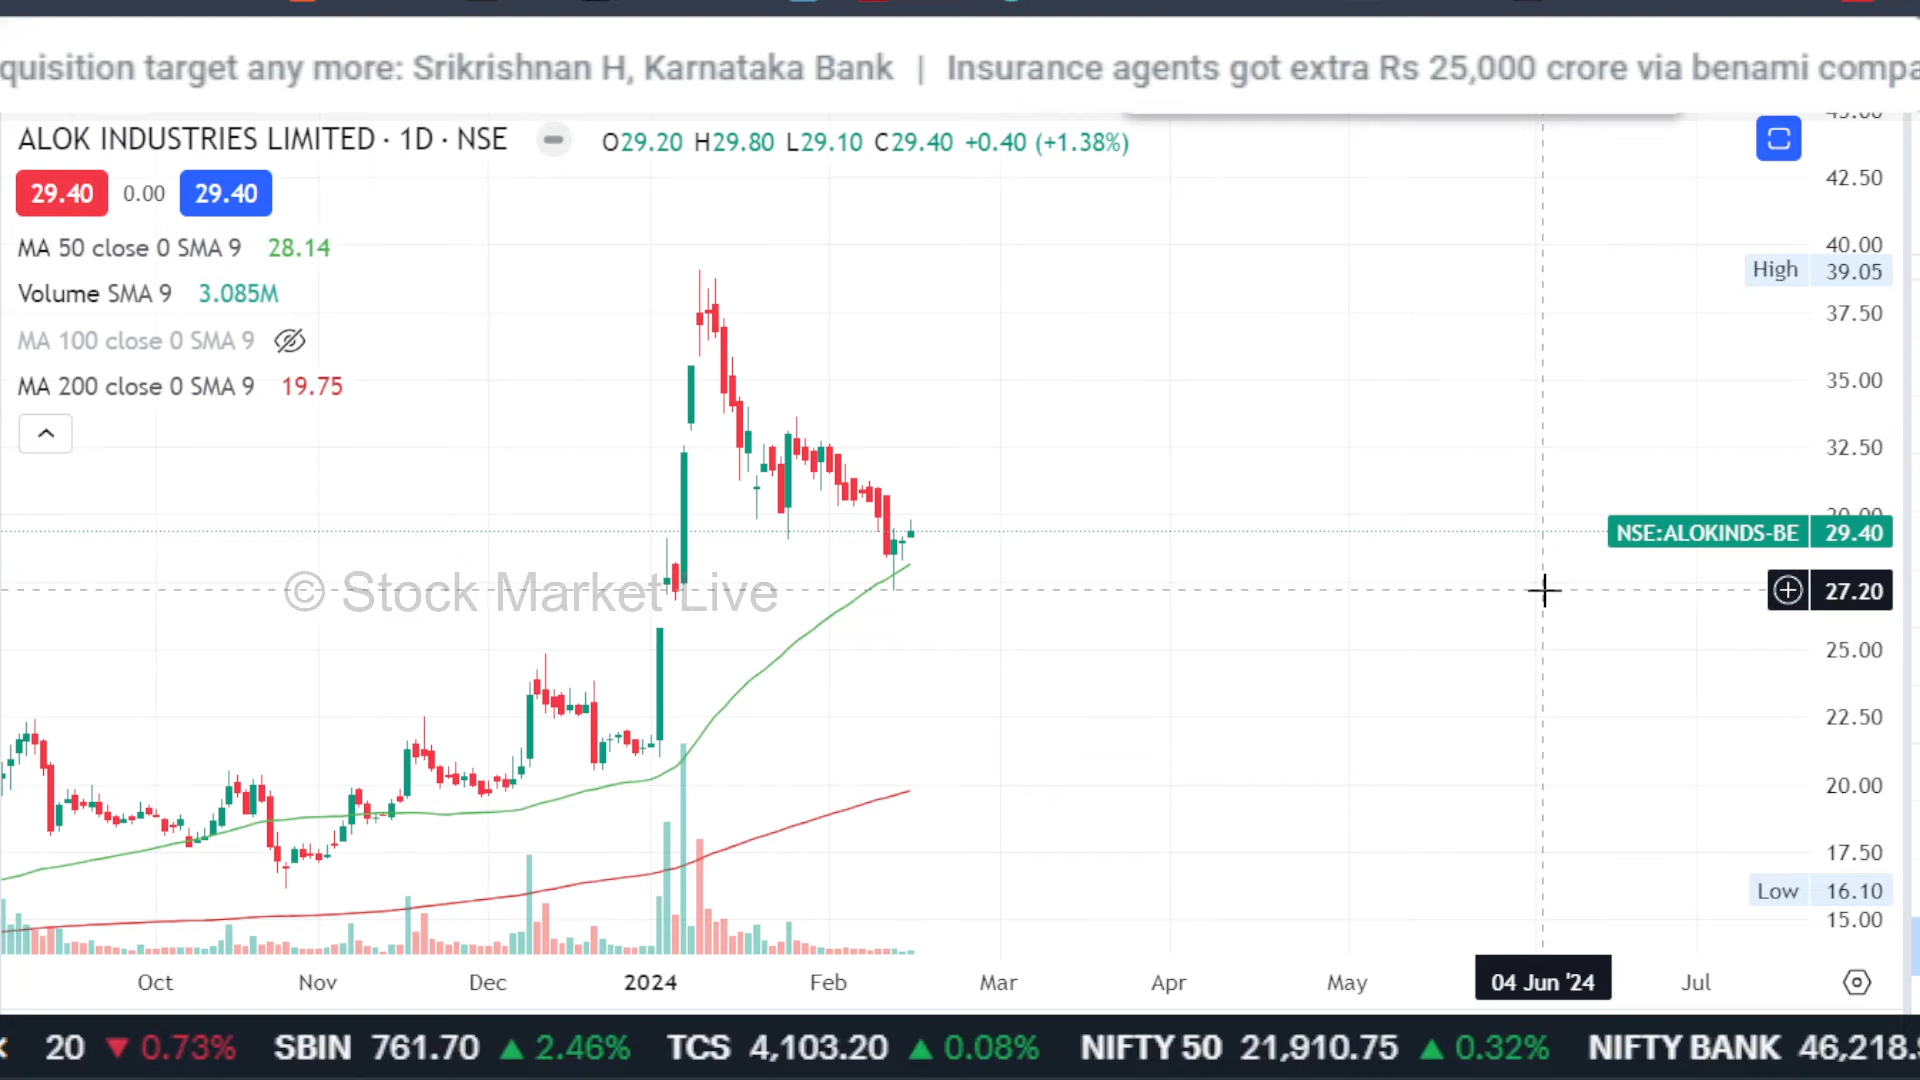 quisition target any more: Srikrishnan H, Karnataka Bank | Insurance agents got extra Rs 25,000 crore via benami compa
ALOK INDUSTRIES LIMITED · 1D · NSE O29.20 H29.80 L29.10 C29.40 +0.40 (+1.38%)
29.40 0.00 29.40
MA 50 close 0 SMA 9 28.14
Volume SMA 9 3.085M
MA 100 close 0 SMA 9
MA 200 close 0 SMA 9 19.75
45.00
42.50
40.00
High 39.05
37.50
35.00
32.50
30.00
NSE:ALOKINDS-BE 29.40
27.20
25.00
22.50
20.00
17.50
Low 16.10
15.00
© Stock Market Live
Oct Nov Dec 2024 Feb Mar Apr May 04 Jun '24 Jul
20 ▼ 0.73% SBIN 761.70 ▲ 2.46% TCS 4,103.20 ▲ 0.08% NIFTY 50 21,910.75 ▲ 0.32% NIFTY BANK 46,218.